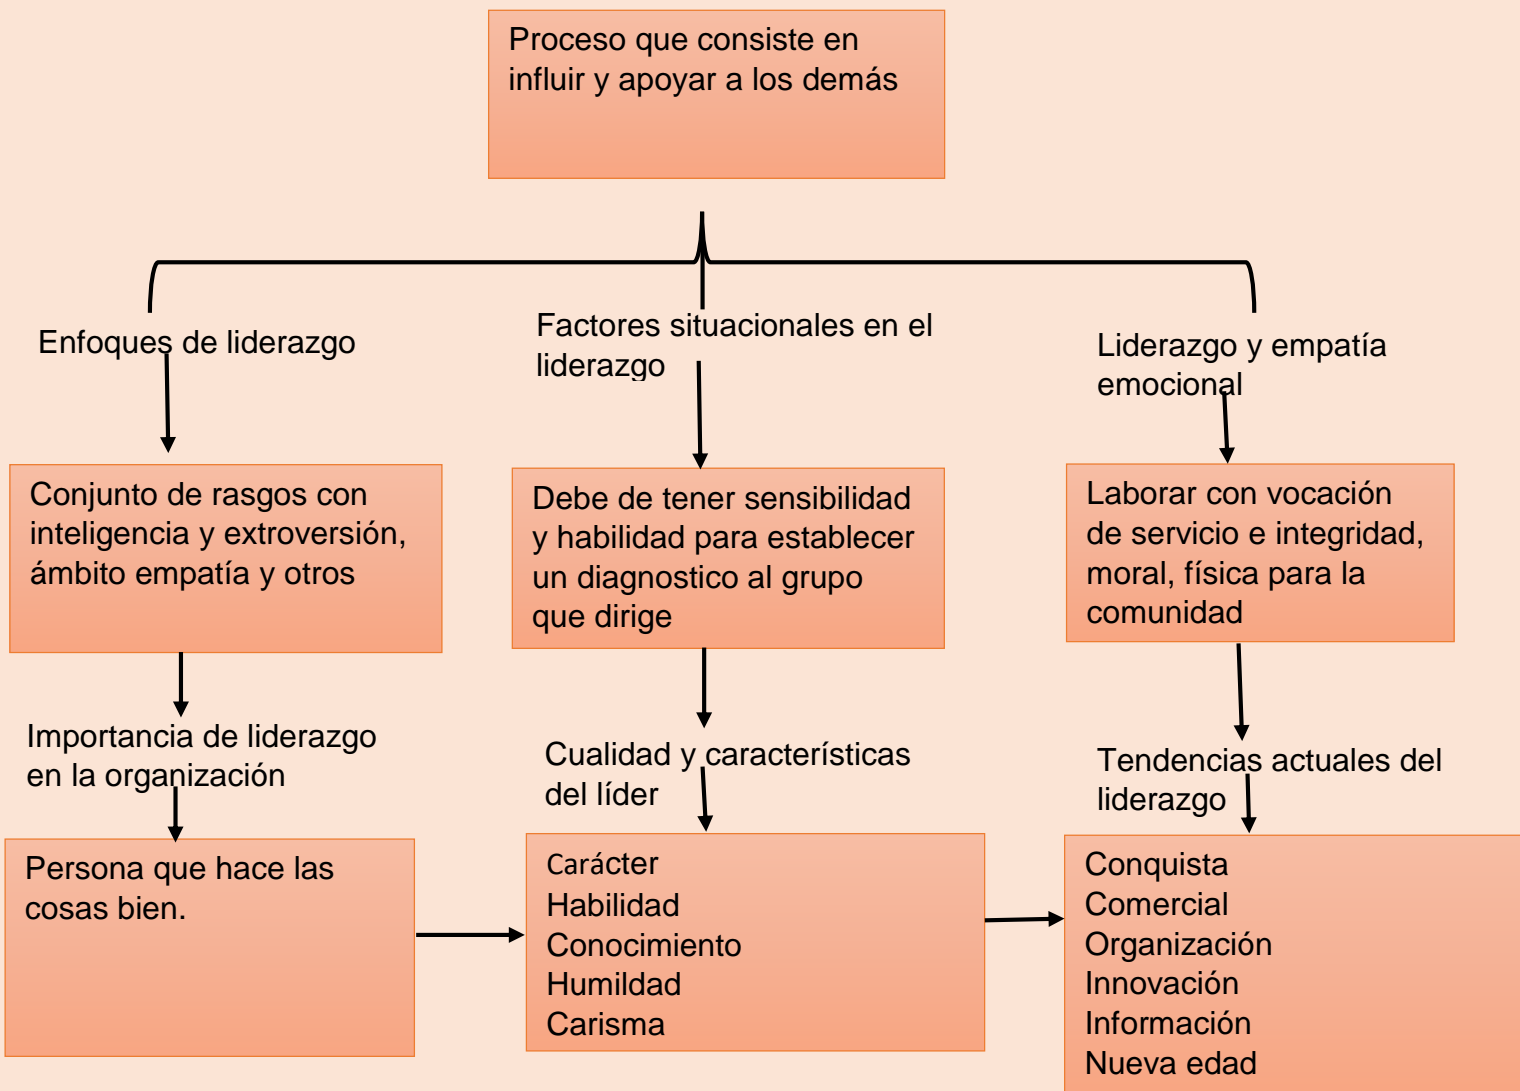 Proceso que consiste en
influir y apoyar a los demás
Enfoques de liderazgo
Factores situacionales en el
liderazgo
Liderazgo y empatía
emocional
Conjunto de rasgos con
inteligencia y extroversión,
ámbito empatía y otros
Debe de tener sensibilidad
y habilidad para establecer
un diagnostico al grupo
que dirige
Laborar con vocación
de servicio e integridad,
moral, física para la
comunidad
Importancia de liderazgo
en la organización
Cualidad y características
del líder
Tendencias actuales del
liderazgo
Persona que hace las
cosas bien.
Carácter
Habilidad
Conocimiento
Humildad
Carisma
Conquista
Comercial
Organización
Innovación
Información
Nueva edad